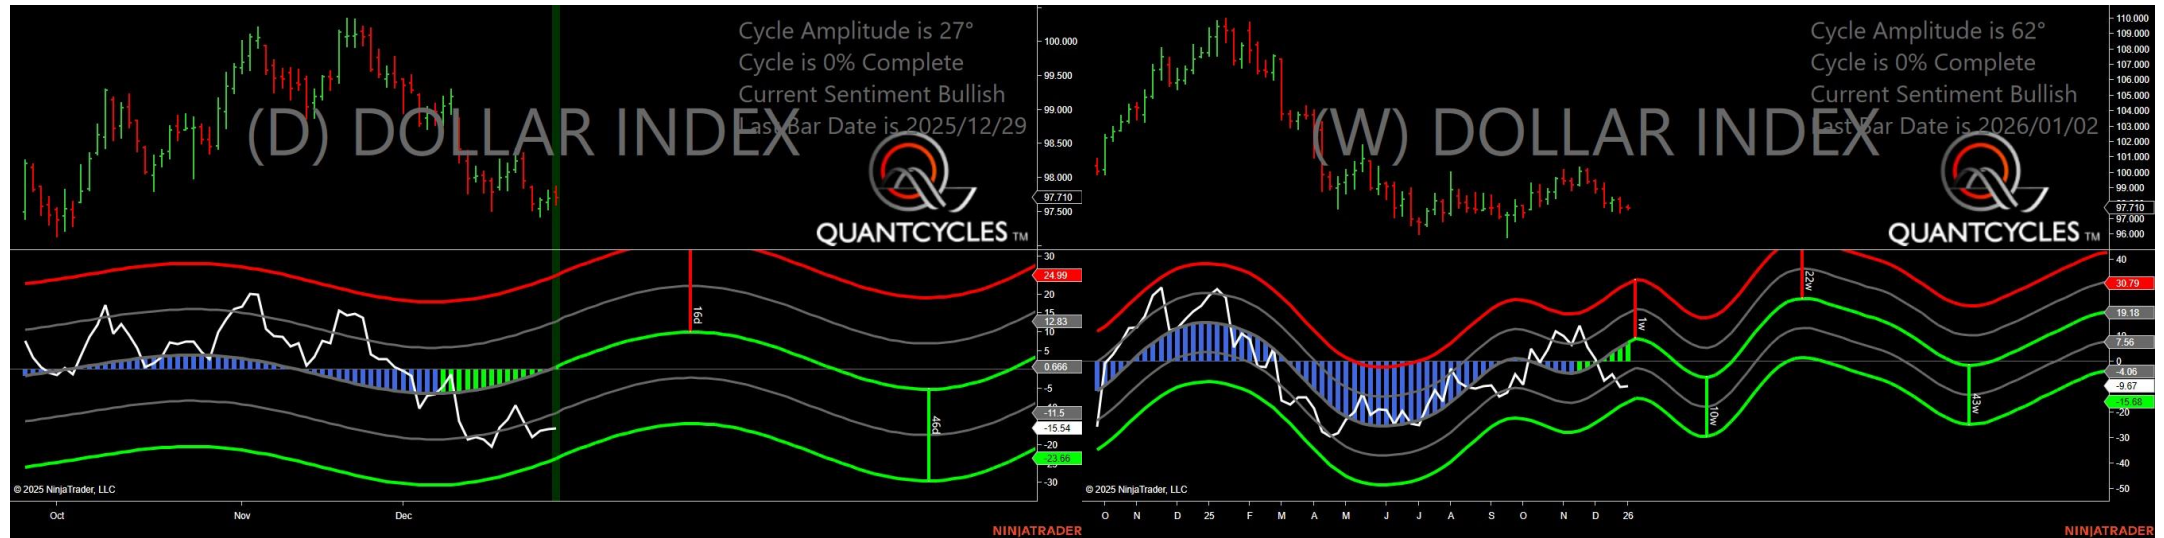 Cycle Amplitude is 27°
Cycle is 0% Complete
Current Sentiment Bullish
Last Bar Date is 2025/12/29
(D) DOLLAR INDEX
QUANTCYCLES TM
100.000
99.500
99.000
98.500
98.000
97.710
97.500
30
24.99
20
15
12.83
10
5
0.666
-5
-11.5
-15.54
-20
-23.66
-30
16d
46d
© 2025 NinjaTrader, LLC
Oct
Nov
Dec
NINJATRADER
Cycle Amplitude is 62°
Cycle is 0% Complete
Current Sentiment Bullish
Last Bar Date is 2026/01/02
(W) DOLLAR INDEX
QUANTCYCLES TM
110.000
109.000
108.000
107.000
106.000
105.000
104.000
103.000
102.000
101.000
100.000
99.000
97.710
97.000
96.000
40
30.79
19.18
7.56
0
-4.06
-9.67
-15.68
-20
-30
-40
-50
1w
10w
22w
43w
© 2025 NinjaTrader, LLC
O N D 25 F M A M J J A S O N D 26
NINJATRADER